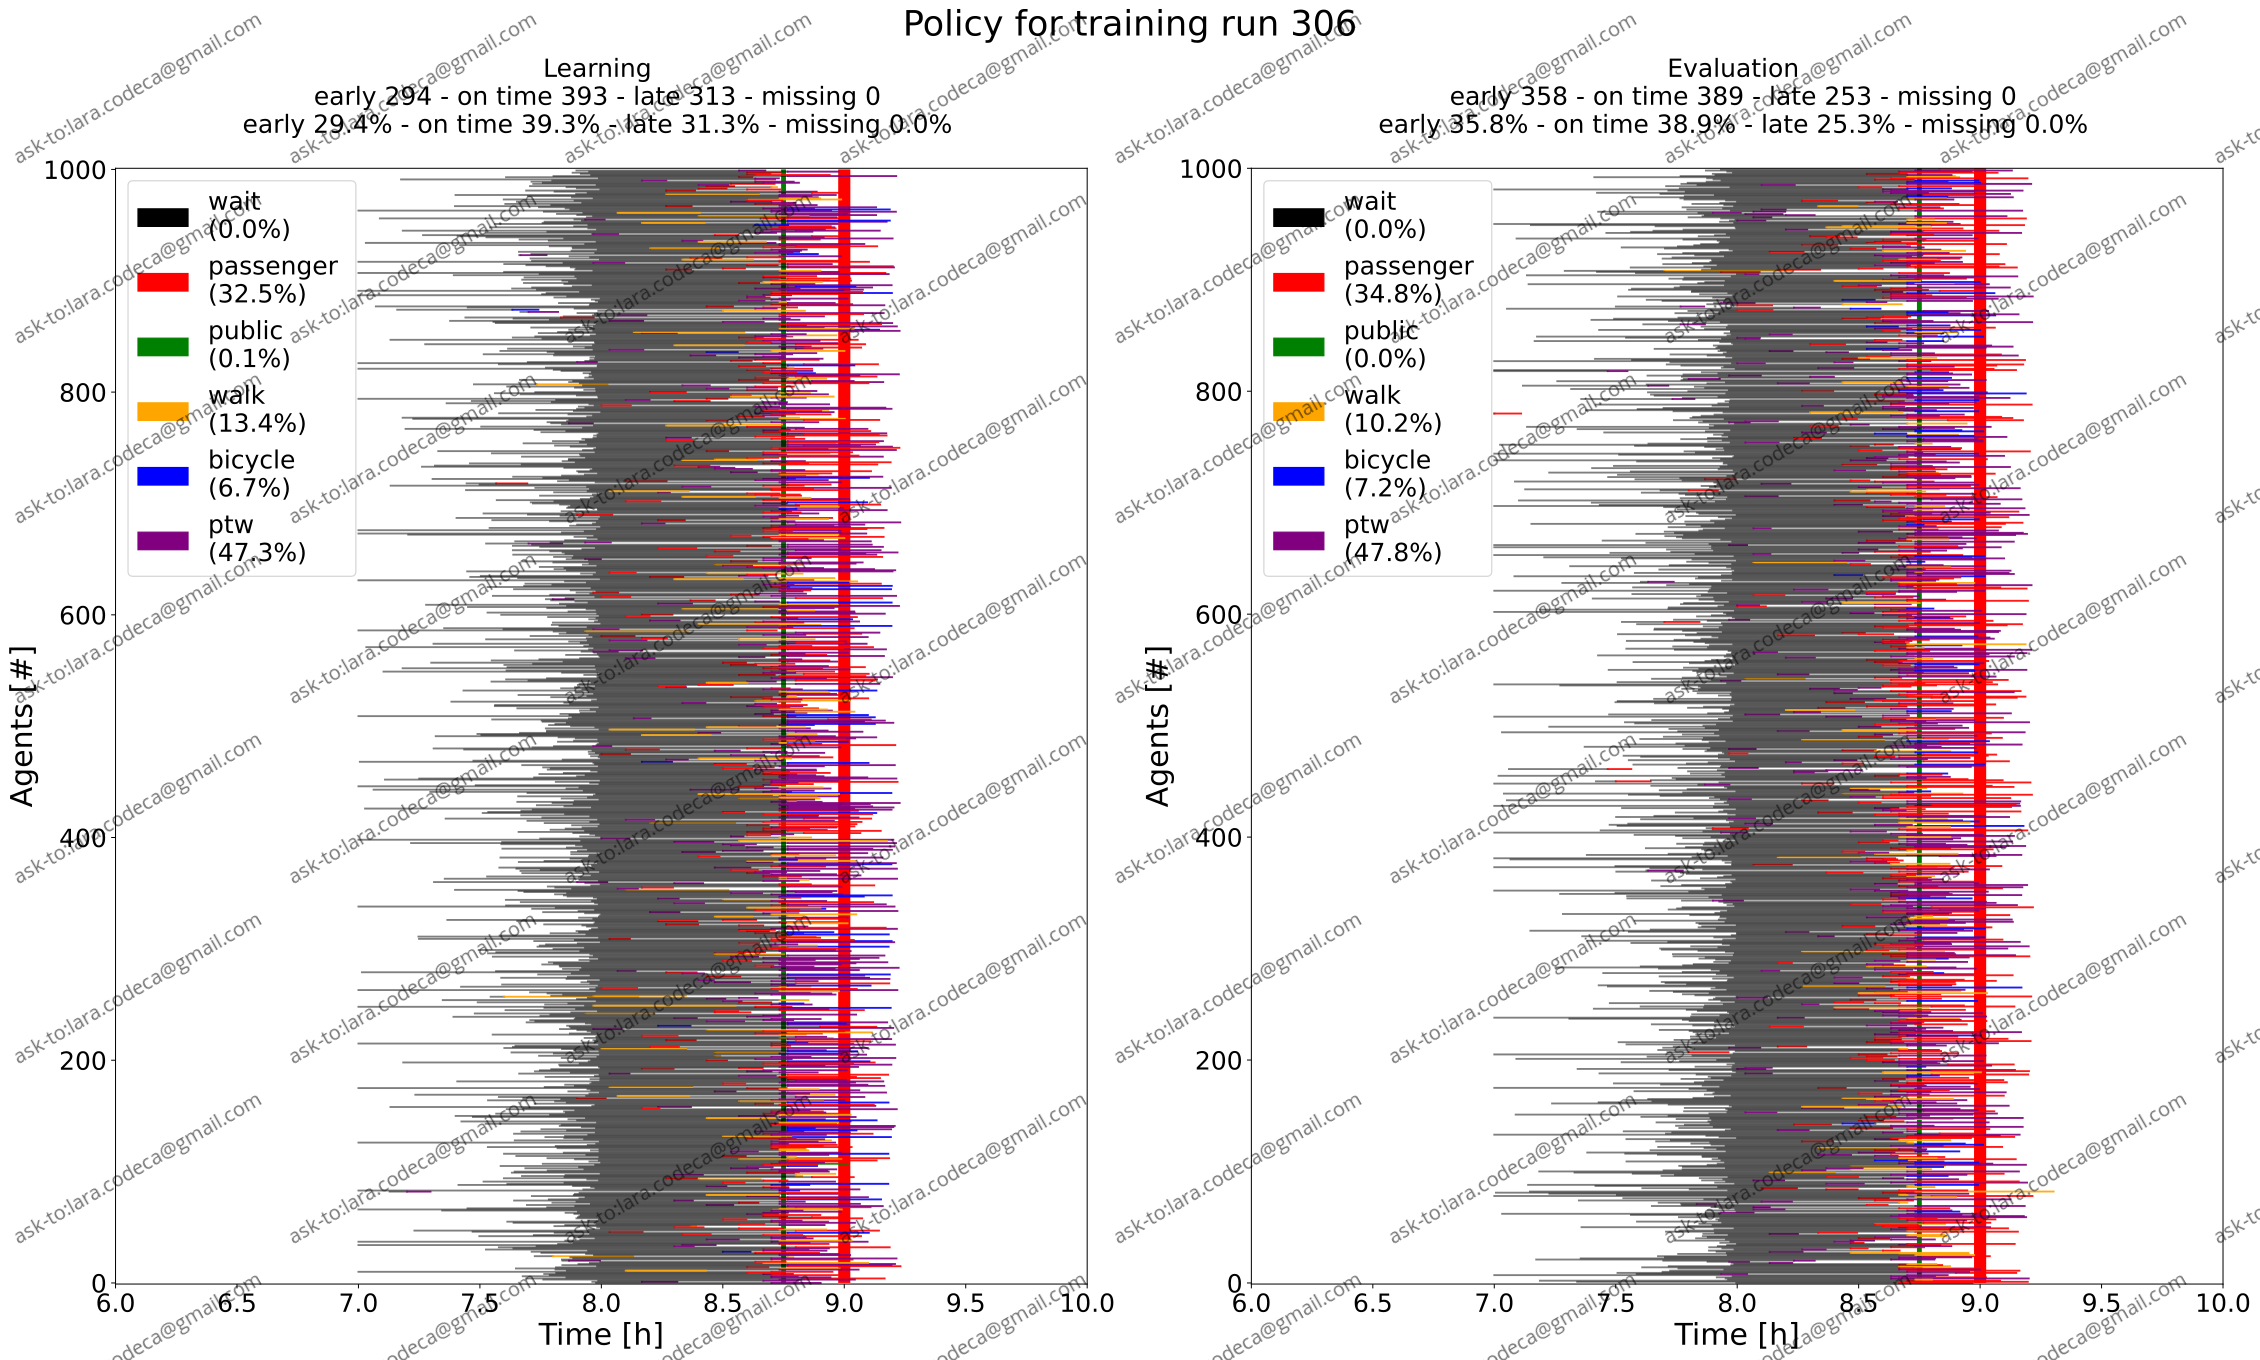 Policy for training run 306
Learning
early 294 - on time 393 - late 313 - missing 0
early 29.4% - on time 39.3% - late 31.3% - missing 0.0%
1000
800
600
400
200
0
Agents [#]
wait
(0.0%)
passenger
(32.5%)
public
(0.1%)
walk
(13.4%)
bicycle
(6.7%)
ptw
(47.3%)
6.0 6.5 7.0 7.5 8.0 8.5 9.0 9.5 10.0
Time [h]
Evaluation
early 358 - on time 389 - late 253 - missing 0
early 35.8% - on time 38.9% - late 25.3% - missing 0.0%
1000
800
600
400
200
0
Agents [#]
wait
(0.0%)
passenger
(34.8%)
public
(0.0%)
walk
(10.2%)
bicycle
(7.2%)
ptw
(47.8%)
6.0 6.5 7.0 7.5 8.0 8.5 9.0 9.5 10.0
Time [h]
ask-to:lara.codeca@gmail.com